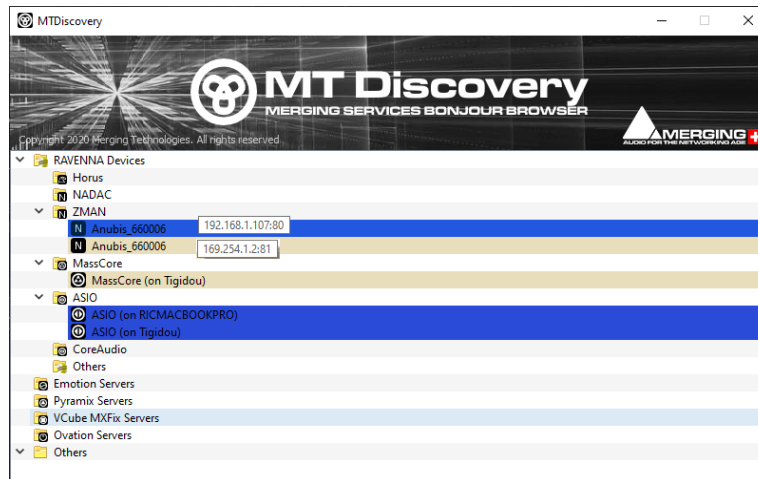 MTDiscovery
MT Discovery
MERGING SERVICES BONJOUR BROWSER
Copyright 2020 Merging Technologies. All rights reserved
MERGING
AUDIO FOR THE NETWORKING AGE
RAVENNA Devices
Horus
NADAC
ZMAN
Anubis_660006 192.168.1.107:80
Anubis_660006 169.254.1.2:81
MassCore
MassCore (on Tigidou)
ASIO
ASIO (on RICMACBOOKPRO)
ASIO (on Tigidou)
CoreAudio
Others
Emotion Servers
Pyramix Servers
VCube MXFix Servers
Ovation Servers
Others